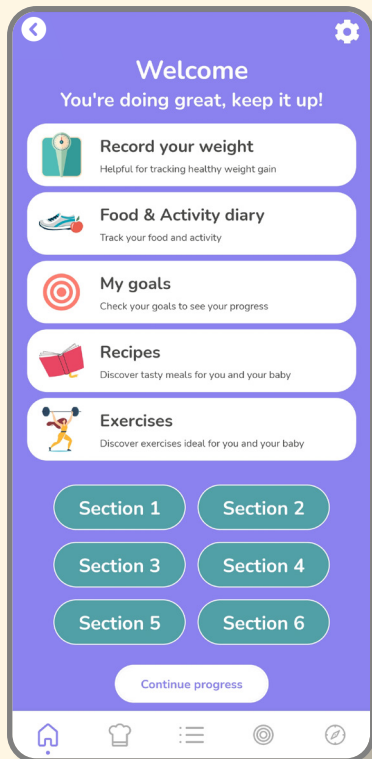 Welcome
You're doing great, keep it up!
Record your weight
Helpful for tracking healthy weight gain
Food & Activity diary
Track your food and activity
My goals
Check your goals to see your progress
Recipes
Discover tasty meals for you and your baby
Exercises
Discover exercises ideal for you and your baby
Section 1
Section 2
Section 3
Section 4
Section 5
Section 6
Continue progress